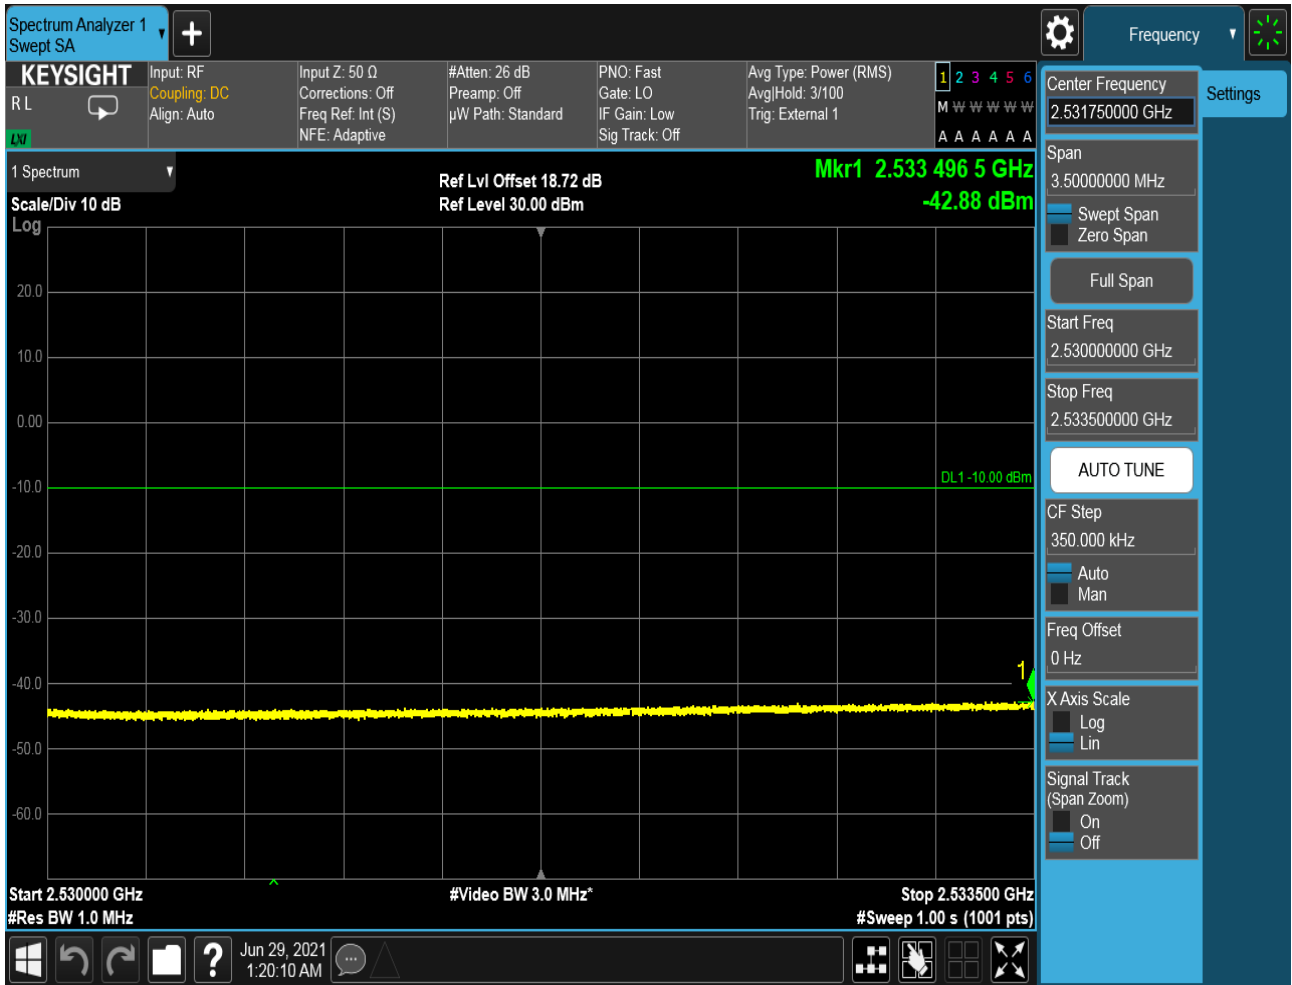 Spectrum Analyzer 1
Swept SA
+
Frequency
KEYSIGHT
R L
LXI
Input: RF
Coupling: DC
Align: Auto
Input Z: 50 Ω
Corrections: Off
Freq Ref: Int (S)
NFE: Adaptive
#Atten: 26 dB
Preamp: Off
µW Path: Standard
PNO: Fast
Gate: LO
IF Gain: Low
Sig Track: Off
Avg Type: Power (RMS)
Avg|Hold: 3/100
Trig: External 1
1 2 3 4 5 6
M W W W W W
A A A A A A
1 Spectrum
Scale/Div 10 dB
Log
Ref Lvl Offset 18.72 dB
Ref Level 30.00 dBm
Mkr1 2.533 496 5 GHz
-42.88 dBm
20.0
10.0
0.00
-10.0
-20.0
-30.0
-40.0
-50.0
-60.0
DL1 -10.00 dBm
1
Start 2.530000 GHz
#Res BW 1.0 MHz
#Video BW 3.0 MHz*
Stop 2.533500 GHz
#Sweep 1.00 s (1001 pts)
Center Frequency
2.531750000 GHz
Span
3.50000000 MHz
Swept Span
Zero Span
Full Span
Start Freq
2.530000000 GHz
Stop Freq
2.533500000 GHz
AUTO TUNE
CF Step
350.000 kHz
Auto
Man
Freq Offset
0 Hz
X Axis Scale
Log
Lin
Signal Track
(Span Zoom)
On
Off
Settings
?
Jun 29, 2021
1:20:10 AM